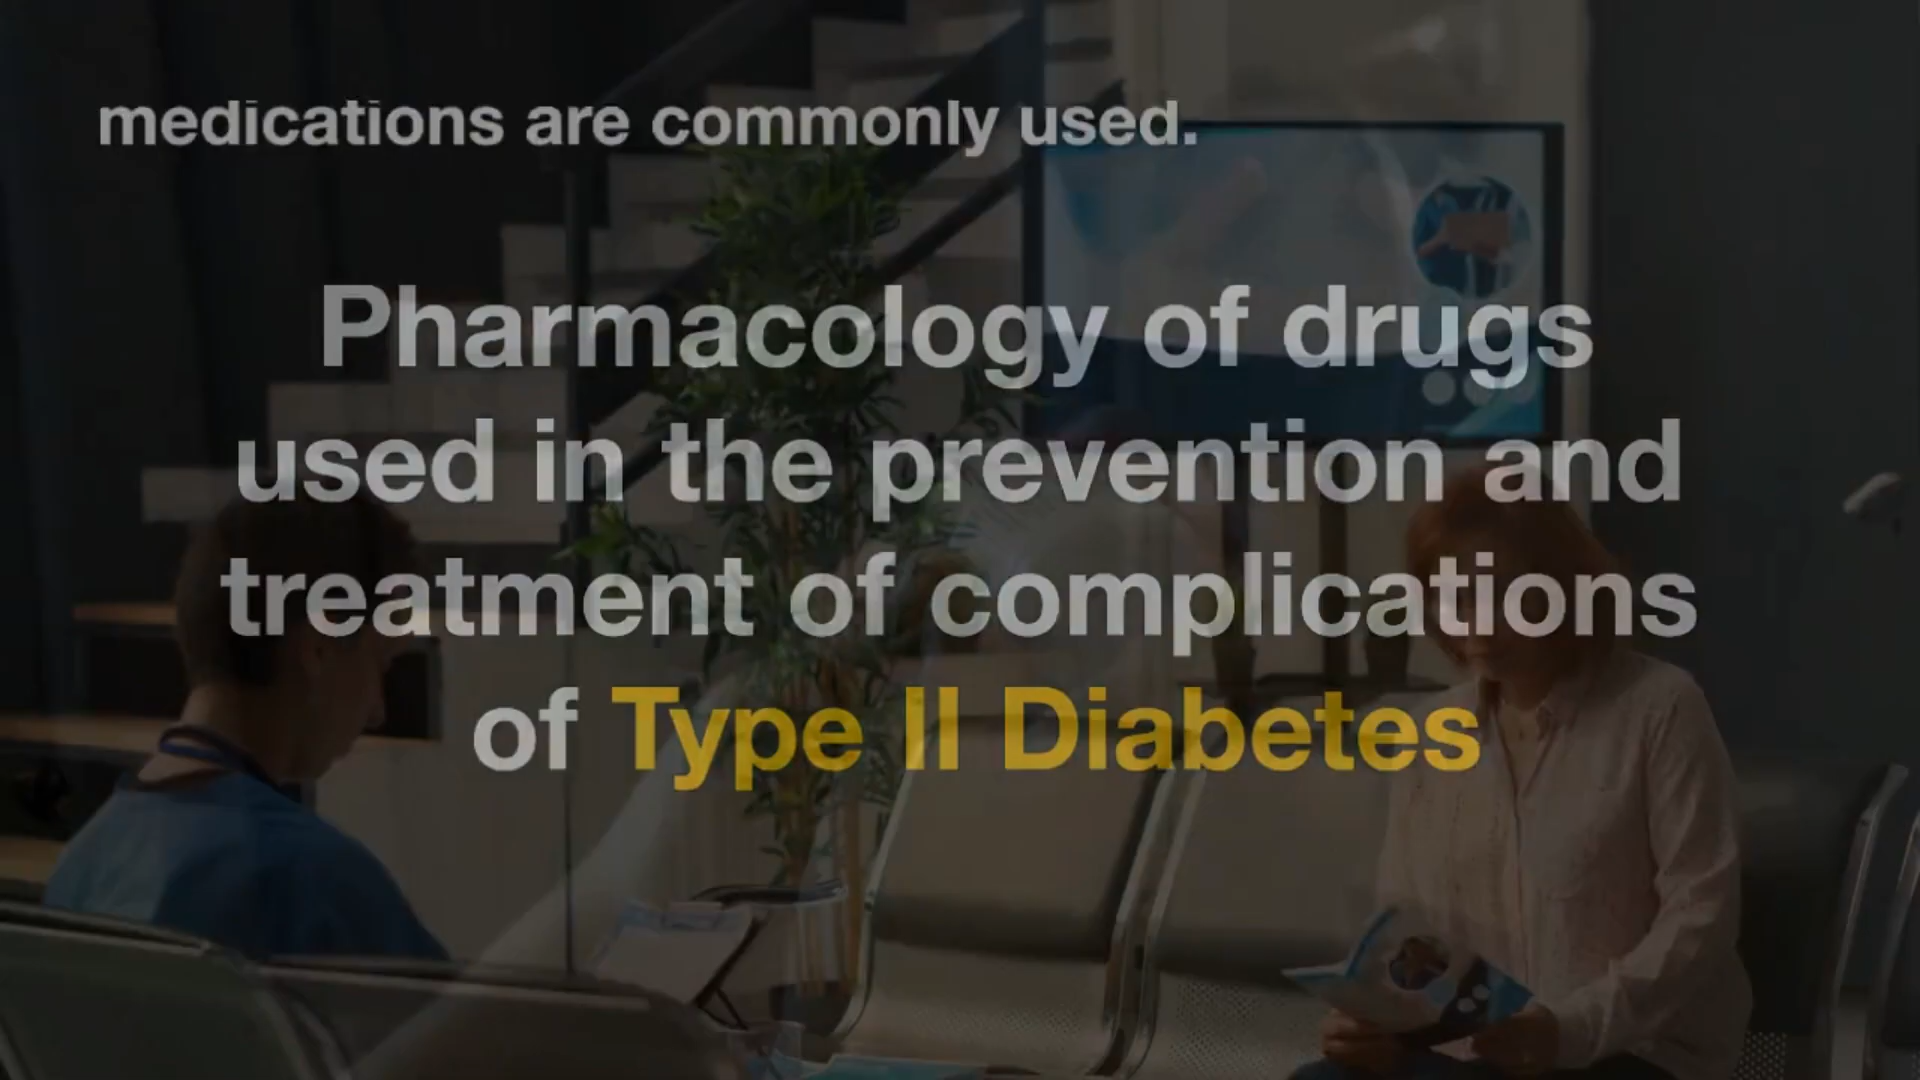 medications are commonly used.
Pharmacology of drugs
used in the prevention and
treatment of complications
of Type II Diabetes